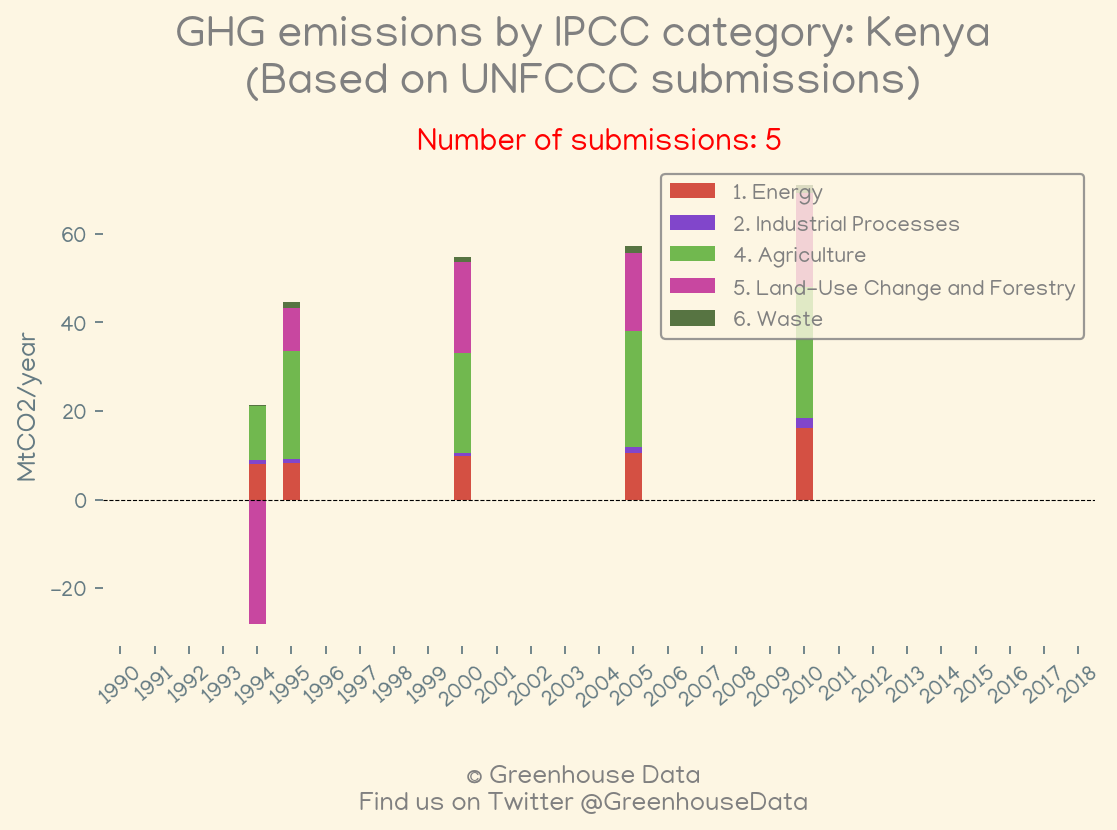 GHG emissions by IPCC category: Kenya
(Based on UNFCCC submissions)
Number of submissions: 5
1. Energy
2. Industrial Processes
4. Agriculture
5. Land-Use Change and Forestry
6. Waste
MtCO2/year
60
40
20
0
-20
1990 1991 1992 1993 1994 1995 1996 1997 1998 1999 2000 2001 2002 2003 2004 2005 2006 2007 2008 2009 2010 2011 2012 2013 2014 2015 2016 2017 2018
© Greenhouse Data
Find us on Twitter @GreenhouseData